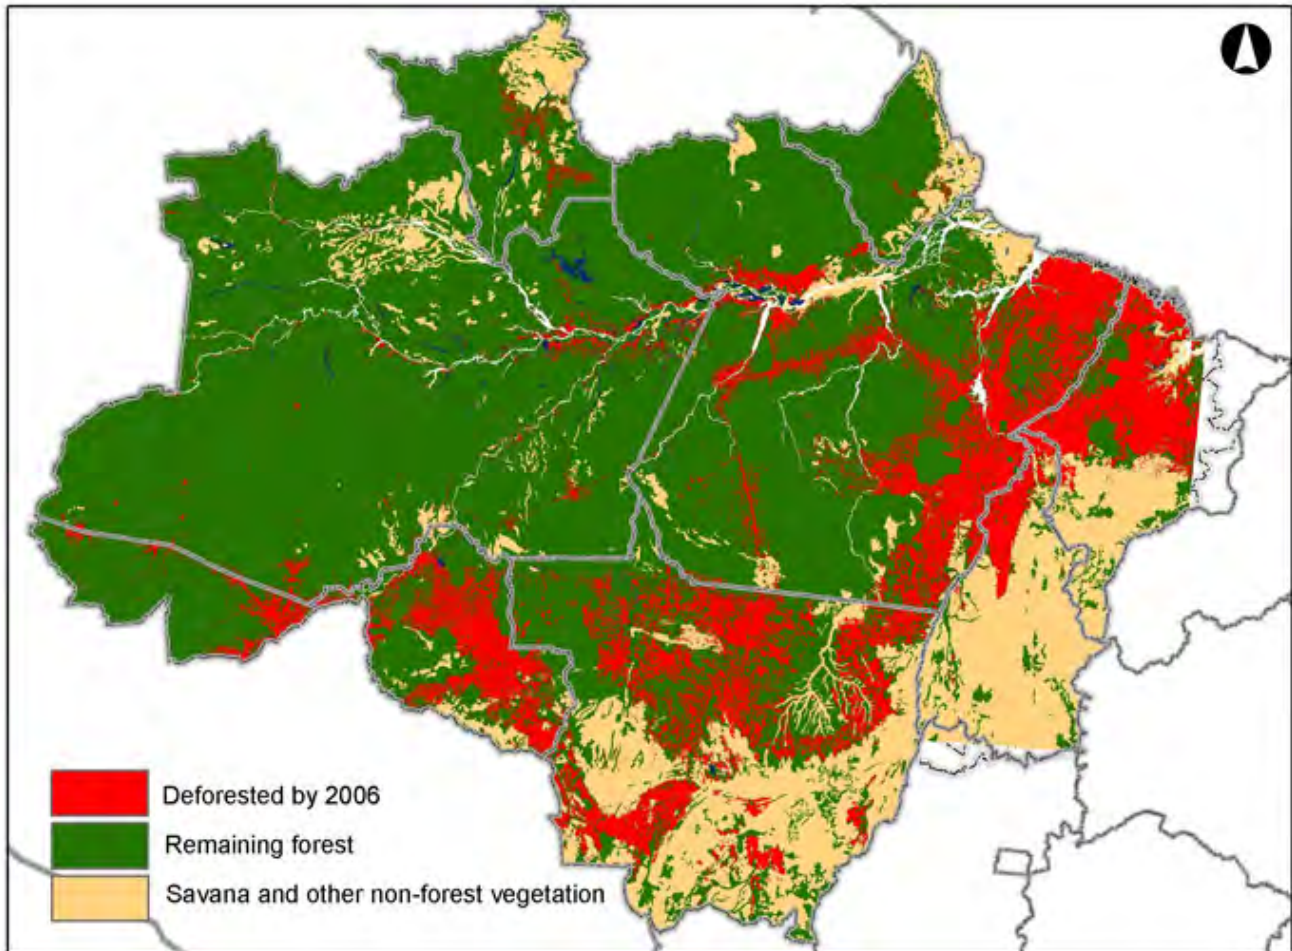 Deforested by 2006
Remaining forest
Savana and other non-forest vegetation